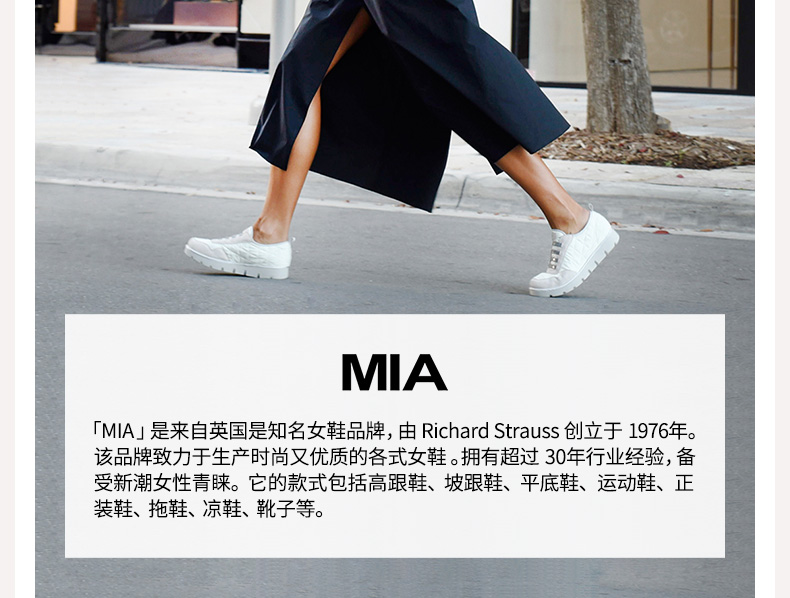 MIA
「MIA」是来自英国是知名女鞋品牌,由 Richard Strauss 创立于 1976年。
该品牌致力于生产时尚又优质的各式女鞋。拥有超过 30年行业经验,备
受新潮女性青睐。它的款式包括高跟鞋、坡跟鞋、平底鞋、运动鞋、正
装鞋、拖鞋、凉鞋、靴子等。